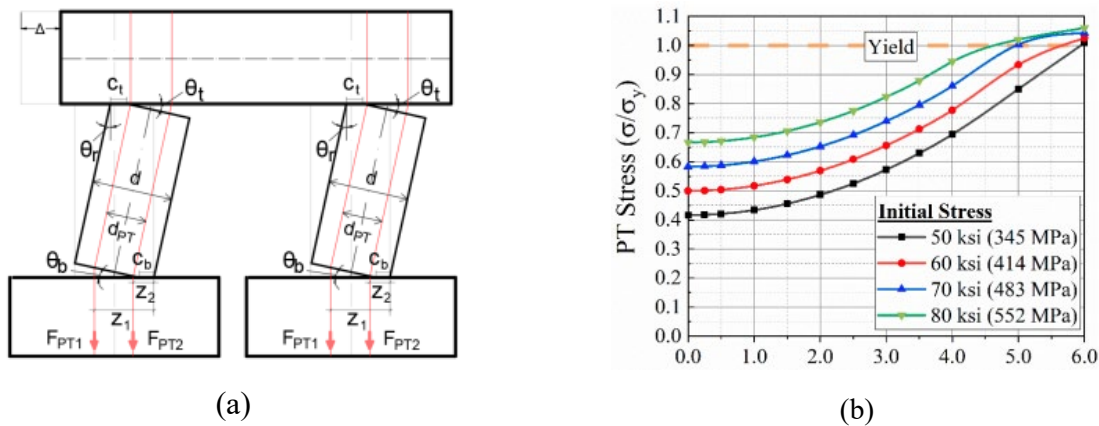 Δ
c_t θ_t c_t θ_t
θ_r θ_r
d d
d_PT d_PT
θ_b c_b θ_b c_b
z_2 z_2
z_1 z_1
F_PT1 F_PT2 F_PT1 F_PT2
(a)
PT Stress (σ/σ_y)
1.1
1.0
0.9
0.8
0.7
0.6
0.5
0.4
0.3
0.2
0.1
0.0
Yield
Initial Stress
50 ksi (345 MPa)
60 ksi (414 MPa)
70 ksi (483 MPa)
80 ksi (552 MPa)
0.0 1.0 2.0 3.0 4.0 5.0 6.0
(b)